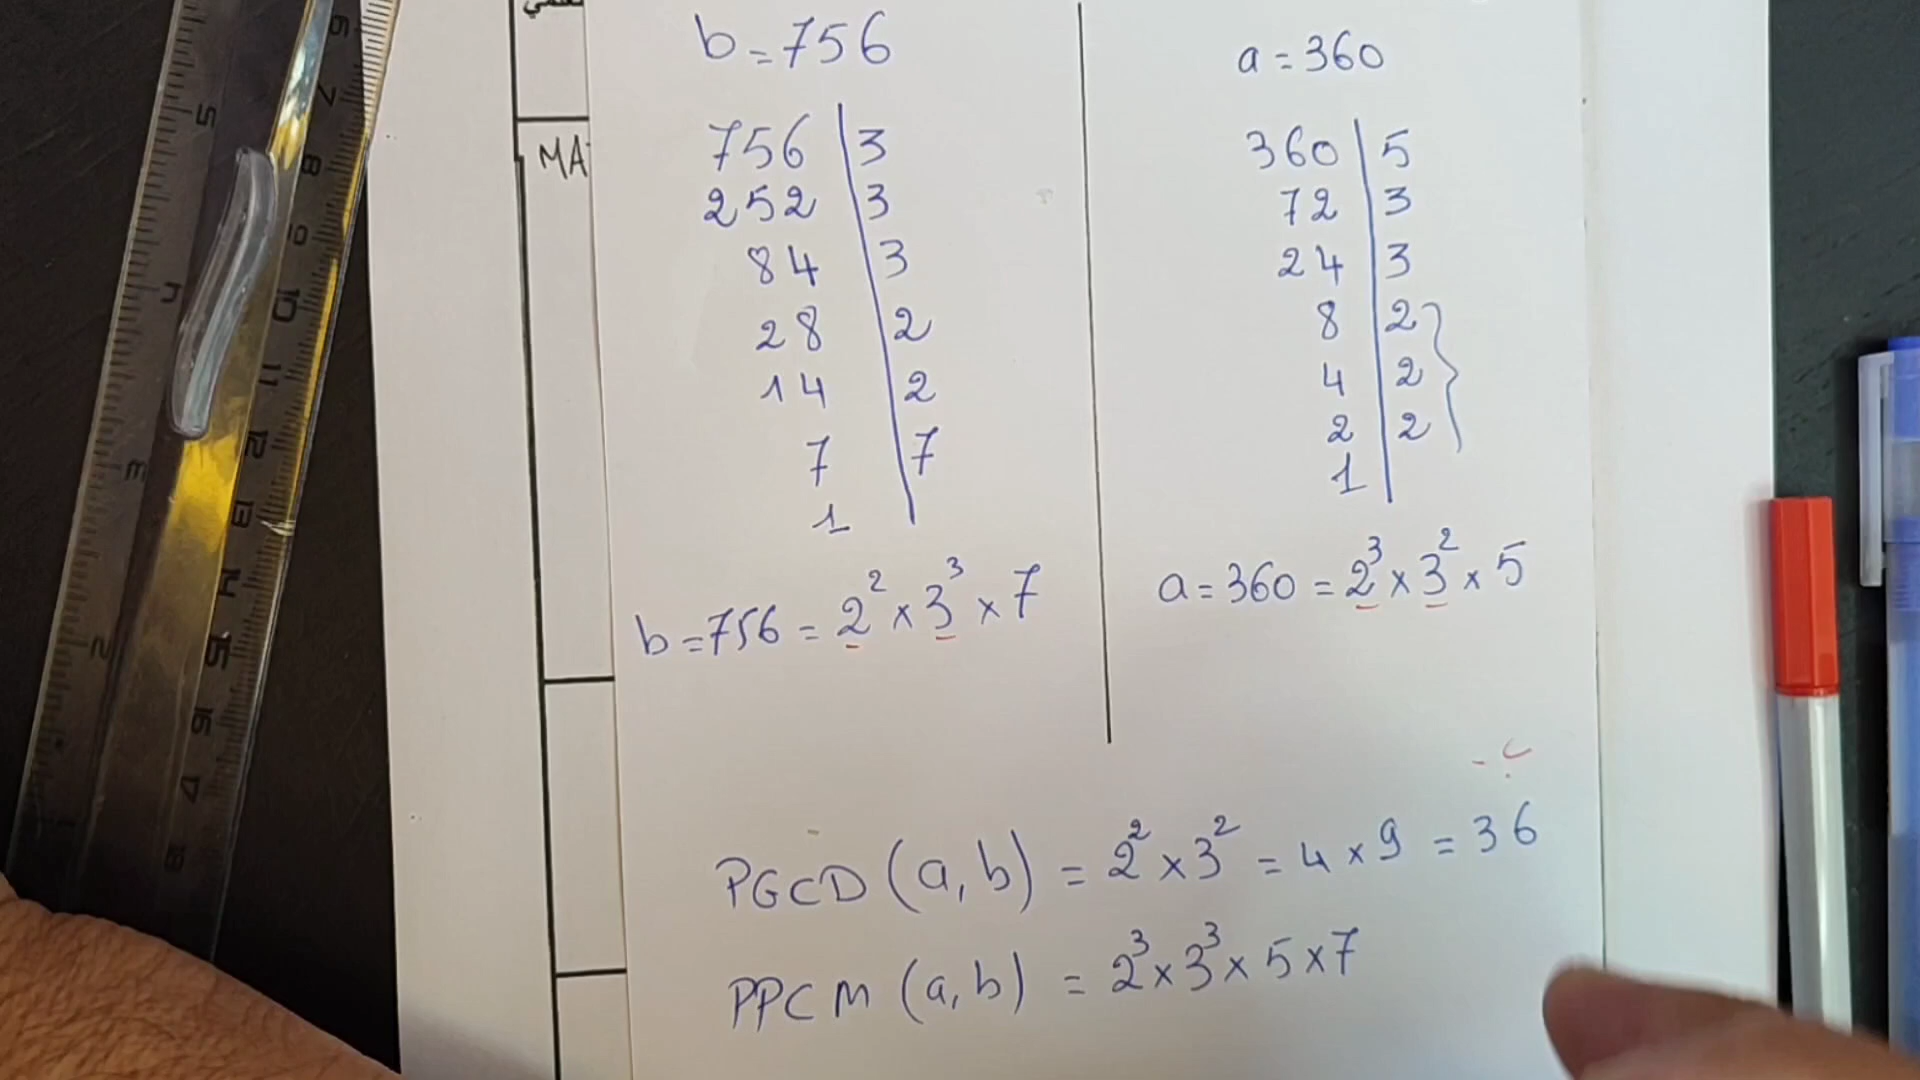 b = 756
756 | 3
252 | 3
84 | 3
28 | 2
14 | 2
7 | 7
1
b = 756 = 2² × 3³ × 7
a = 360
360 | 5
72 | 3
24 | 3
8 | 2
4 | 2
2 | 2
1
a = 360 = 2³ × 3² × 5
PGCD (a, b) = 2² × 3² = 4 × 9 = 36
PPCM (a, b) = 2³ × 3³ × 5 × 7
MA